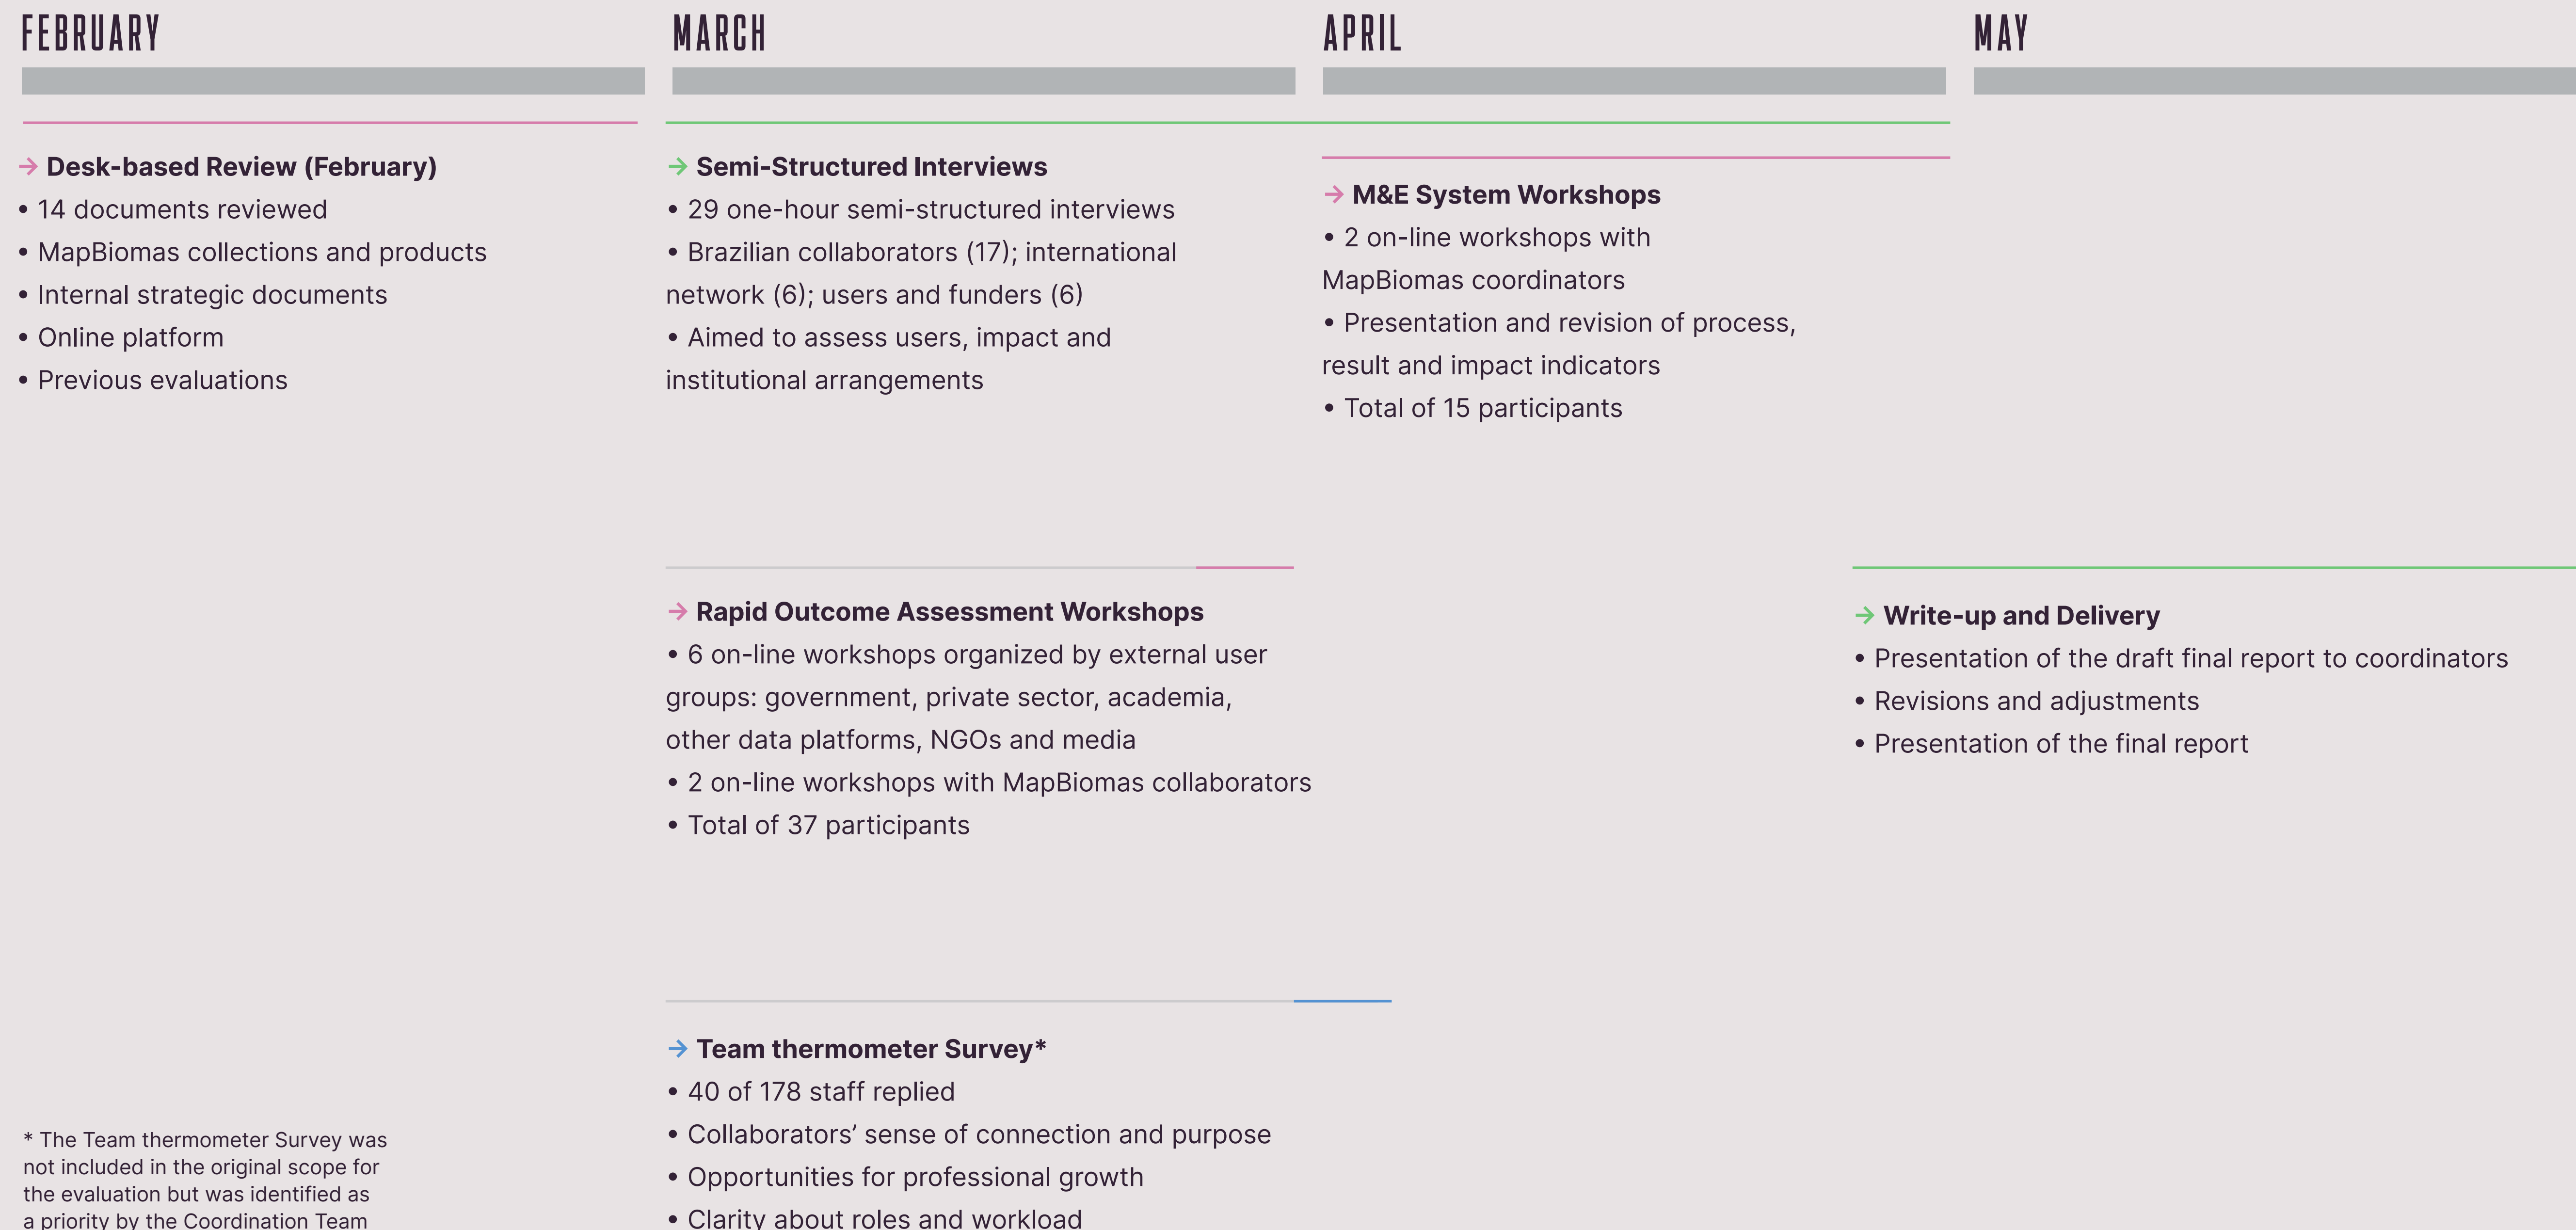 FEBRUARY
MARCH
APRIL
MAY
→ Desk-based Review (February)
• 14 documents reviewed
• MapBiomas collections and products
• Internal strategic documents
• Online platform
• Previous evaluations
→ Semi-Structured Interviews
• 29 one-hour semi-structured interviews
• Brazilian collaborators (17); international
network (6); users and funders (6)
• Aimed to assess users, impact and
institutional arrangements
→ M&E System Workshops
• 2 on-line workshops with
MapBiomas coordinators
• Presentation and revision of process,
result and impact indicators
• Total of 15 participants
→ Rapid Outcome Assessment Workshops
• 6 on-line workshops organized by external user
groups: government, private sector, academia,
other data platforms, NGOs and media
• 2 on-line workshops with MapBiomas collaborators
• Total of 37 participants
→ Write-up and Delivery
• Presentation of the draft final report to coordinators
• Revisions and adjustments
• Presentation of the final report
→ Team thermometer Survey*
• 40 of 178 staff replied
• Collaborators’ sense of connection and purpose
• Opportunities for professional growth
• Clarity about roles and workload
* The Team thermometer Survey was
not included in the original scope for
the evaluation but was identified as
a priority by the Coordination Team